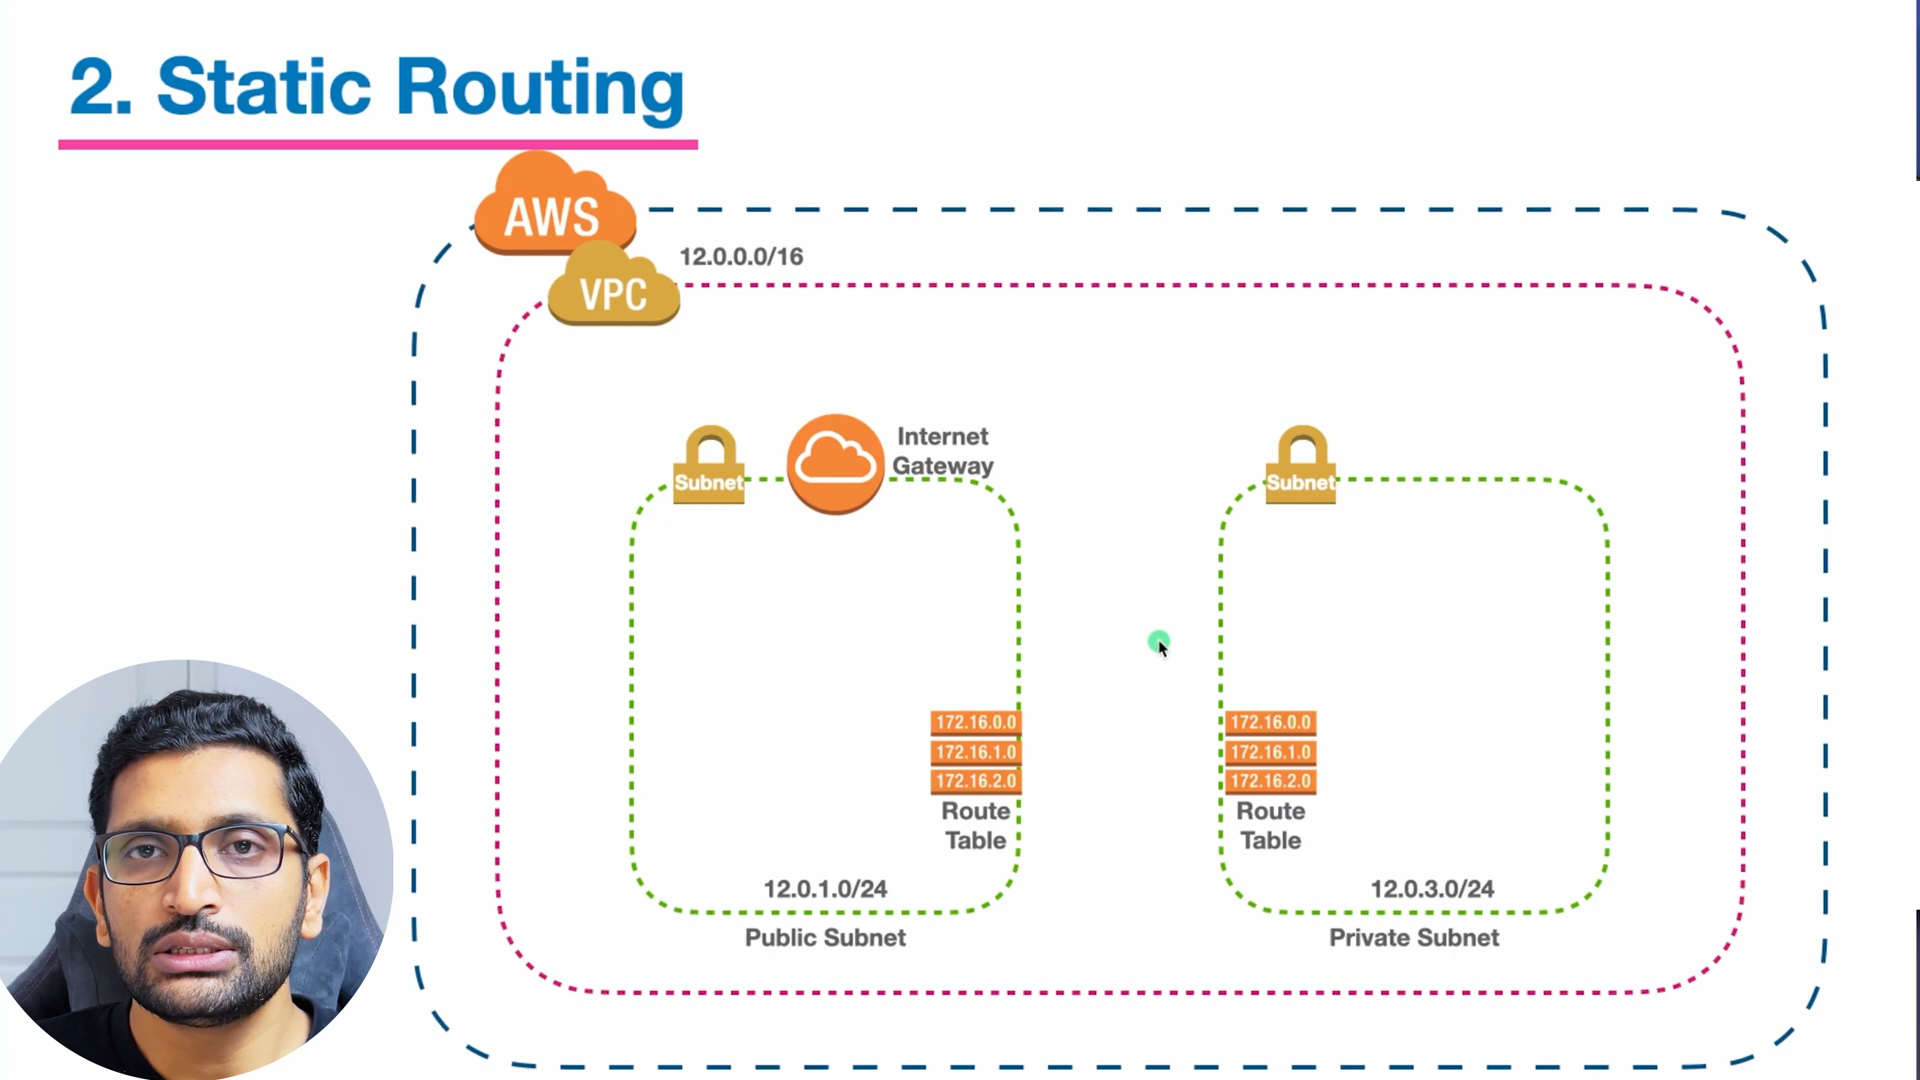 2. Static Routing
AWS
VPC
12.0.0.0/16
Subnet
Internet
Gateway
Subnet
172.16.0.0
172.16.1.0
172.16.2.0
Route
Table
172.16.0.0
172.16.1.0
172.16.2.0
Route
Table
12.0.1.0/24
Public Subnet
12.0.3.0/24
Private Subnet